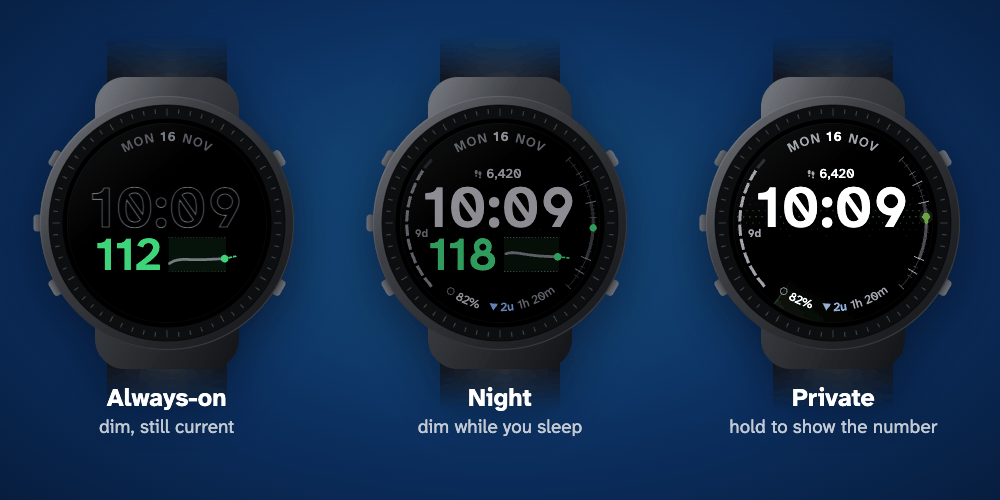 MON 16 NOV
10:09
112
Always-on
dim, still current
MON 16 NOV
6,420
10:09
9d
118
82%
2u 1h 20m
Night
dim while you sleep
MON 16 NOV
6,420
10:09
9d
82%
2u 1h 20m
Private
hold to show the number